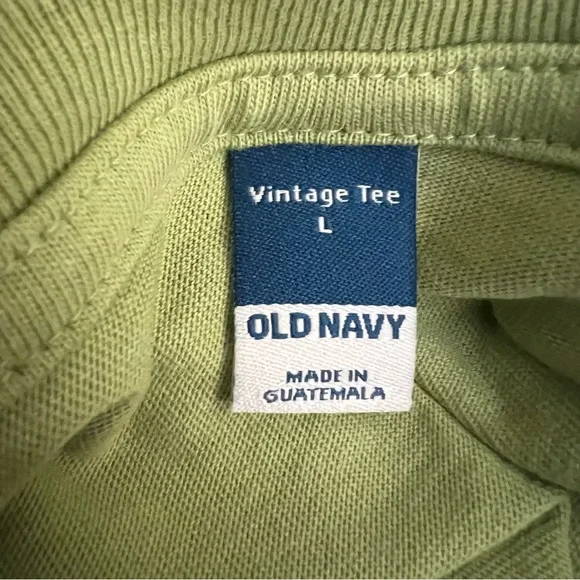 Vintage Tee
L
OLD NAVY
MADE IN
GUATEMALA